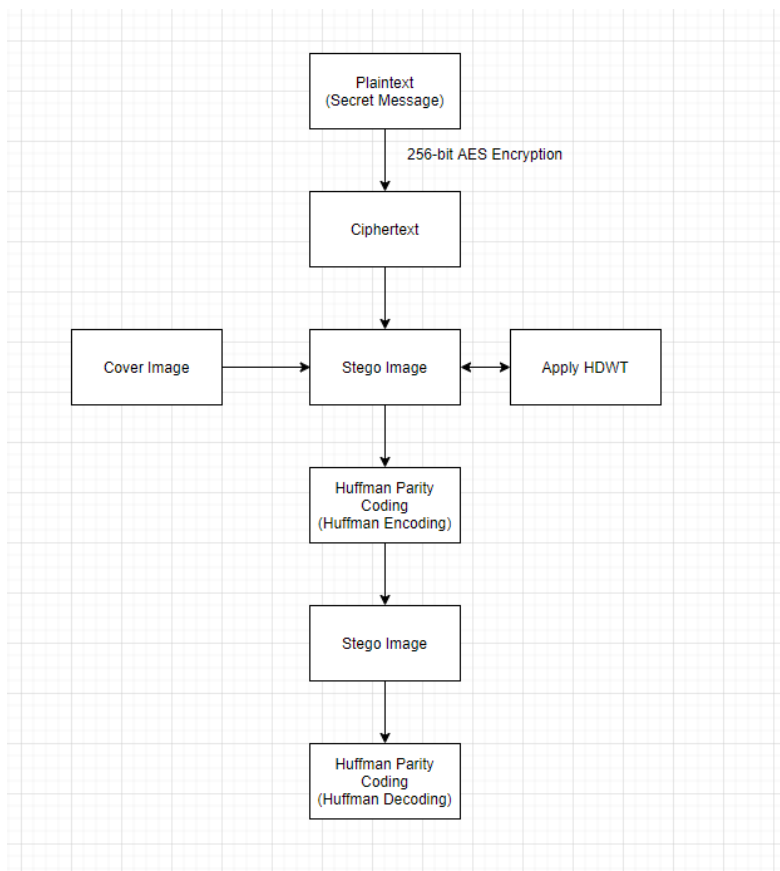 Plaintext
(Secret Message)
256-bit AES Encryption
Ciphertext
Cover Image
Stego Image
Apply HDWT
Huffman Parity
Coding
(Huffman Encoding)
Stego Image
Huffman Parity
Coding
(Huffman Decoding)